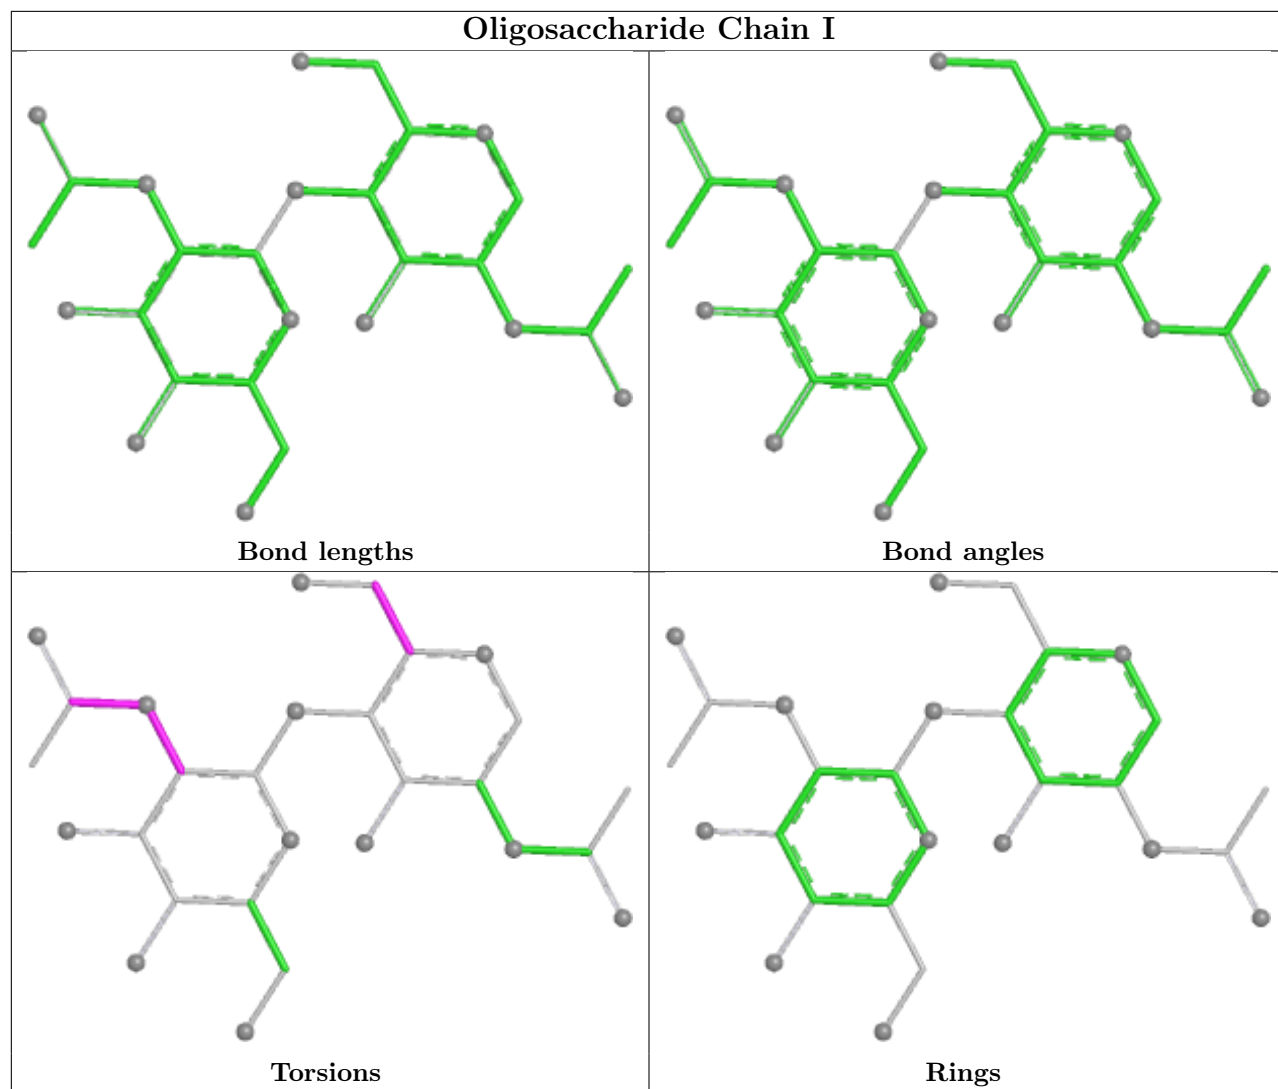 Oligosaccharide Chain I
Bond lengths
Bond angles
Torsions
Rings